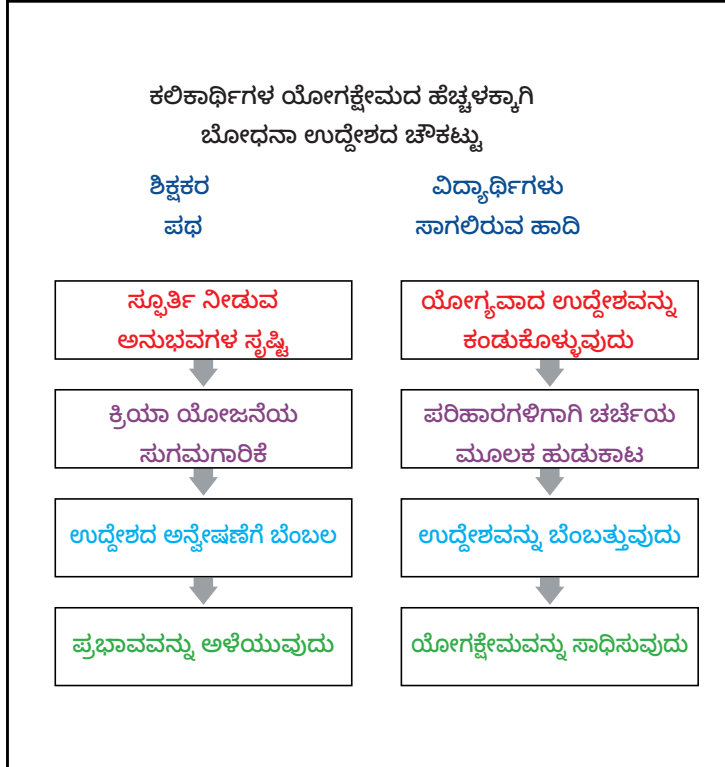 ಕಲಿಕಾರ್ಥಿಗಳ ಯೋಗಕ್ಷೇಮದ ಹೆಚ್ಚಳಕ್ಕಾಗಿ
ಬೋಧನಾ ಉದ್ದೇಶದ ಚೌಕಟ್ಟು
ಶಿಕ್ಷಕರ
ಪಥ
ವಿದ್ಯಾರ್ಥಿಗಳು
ಸಾಗಲಿರುವ ಹಾದಿ
ಸ್ಫೂರ್ತಿ ನೀಡುವ
ಅನುಭವಗಳ ಸೃಷ್ಟಿ
ಯೋಗ್ಯವಾದ ಉದ್ದೇಶವನ್ನು
ಕಂಡುಕೊಳ್ಳುವುದು
ಕ್ರಿಯಾ ಯೋಜನೆಯ
ಸುಗಮಗಾರಿಕೆ
ಪರಿಹಾರಗಳಿಗಾಗಿ ಚರ್ಚೆಯ
ಮೂಲಕ ಹುಡುಕಾಟ
ಉದ್ದೇಶದ ಅನ್ವೇಷಣೆಗೆ ಬೆಂಬಲ
ಉದ್ದೇಶವನ್ನು ಬೆಂಬತ್ತುವುದು
ಪ್ರಭಾವವನ್ನು ಅಳೆಯುವುದು
ಯೋಗಕ್ಷೇಮವನ್ನು ಸಾಧಿಸುವುದು